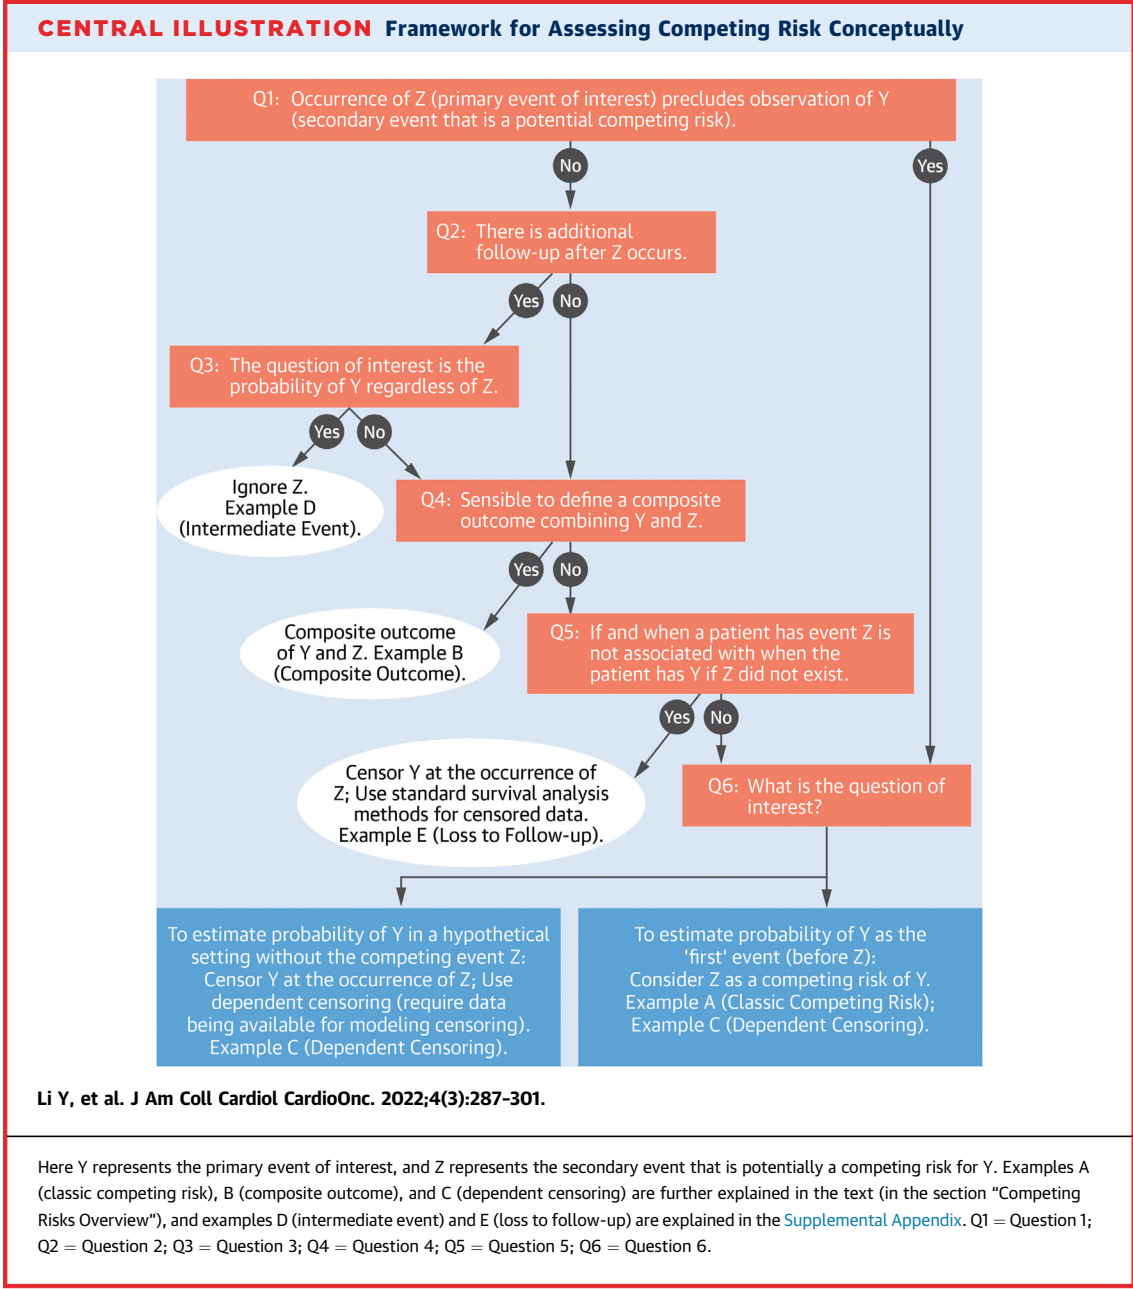 CENTRAL ILLUSTRATION Framework for Assessing Competing Risk Conceptually
Q1: Occurrence of Z (primary event of interest) precludes observation of Y
(secondary event that is a potential competing risk).
No
Yes
Q2: There is additional
follow-up after Z occurs.
Yes
No
Q3: The question of interest is the
probability of Y regardless of Z.
Yes
No
Ignore Z.
Example D
(Intermediate Event).
Q4: Sensible to define a composite
outcome combining Y and Z.
Yes
No
Composite outcome
of Y and Z. Example B
(Composite Outcome).
Q5: If and when a patient has event Z is
not associated with when the
patient has Y if Z did not exist.
Yes
No
Censor Y at the occurrence of
Z; Use standard survival analysis
methods for censored data.
Example E (Loss to Follow-up).
Q6: What is the question of
interest?
To estimate probability of Y in a hypothetical
setting without the competing event Z:
Censor Y at the occurrence of Z; Use
dependent censoring (require data
being available for modeling censoring).
Example C (Dependent Censoring).
To estimate probability of Y as the
'first' event (before Z):
Consider Z as a competing risk of Y.
Example A (Classic Competing Risk);
Example C (Dependent Censoring).
Li Y, et al. J Am Coll Cardiol CardioOnc. 2022;4(3):287–301.
Here Y represents the primary event of interest, and Z represents the secondary event that is potentially a competing risk for Y. Examples A
(classic competing risk), B (composite outcome), and C (dependent censoring) are further explained in the text (in the section “Competing
Risks Overview”), and examples D (intermediate event) and E (loss to follow-up) are explained in the Supplemental Appendix. Q1 = Question 1;
Q2 = Question 2; Q3 = Question 3; Q4 = Question 4; Q5 = Question 5; Q6 = Question 6.